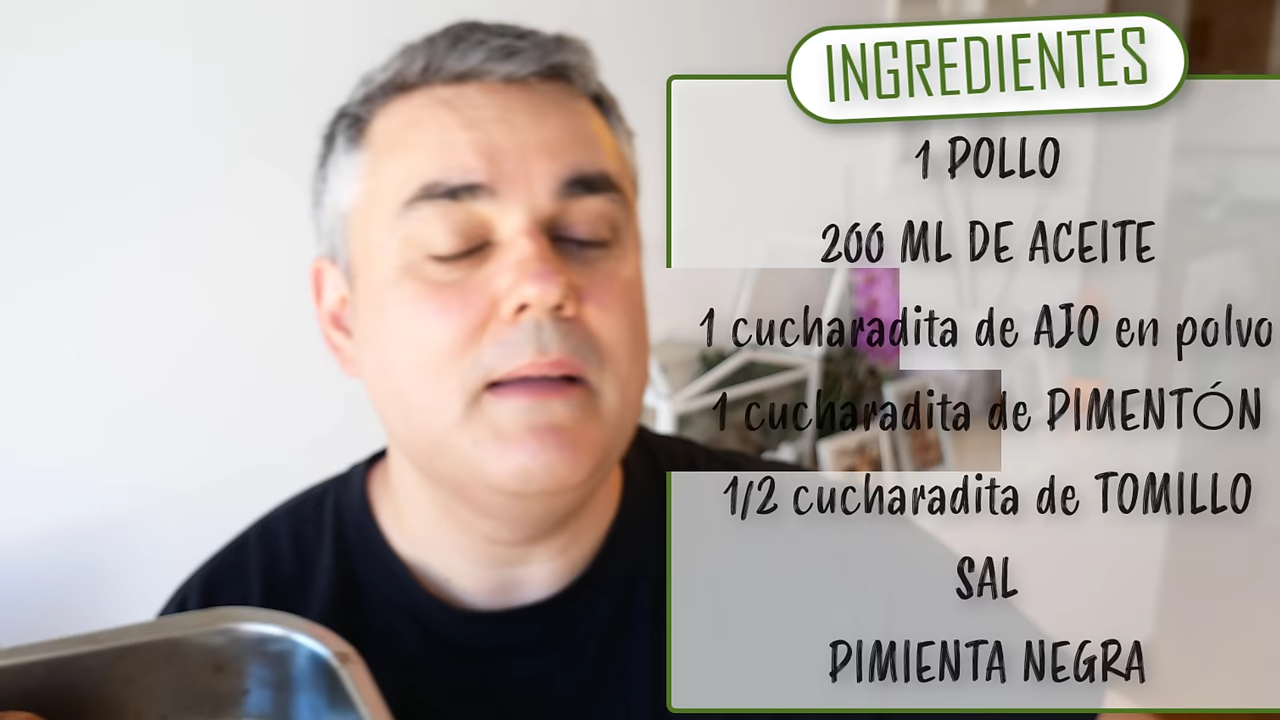 INGREDIENTES
1 POLLO
200 ML DE ACEITE
1 cucharadita de AJO en polvo
1 cucharadita de PIMENTÓN
1/2 cucharadita de TOMILLO
SAL
PIMIENTA NEGRA